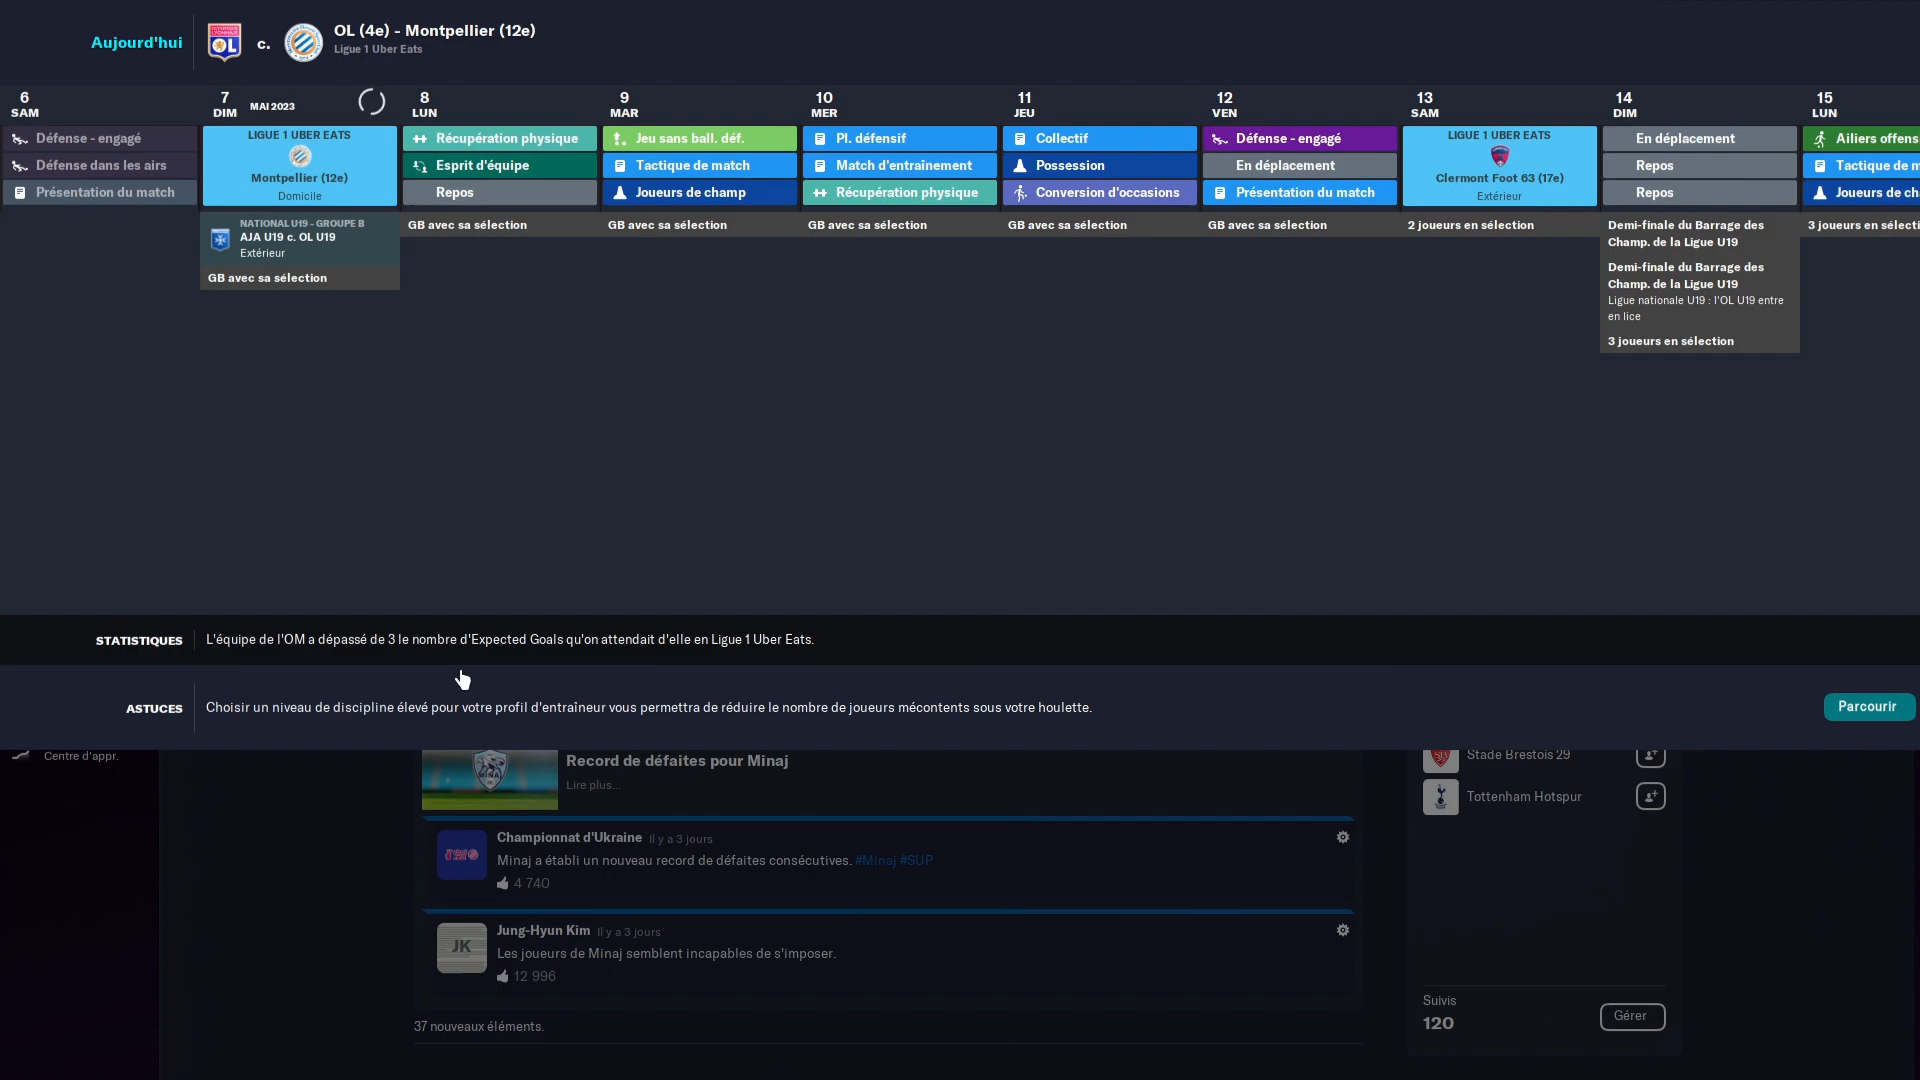 Aujourd'hui
c.
OL (4e) - Montpellier (12e)
Ligue 1 Uber Eats
6
SAM
Défense - engagé
Défense dans les airs
Présentation du match
7
DIM
MAI 2023
LIGUE 1 UBER EATS
Montpellier (12e)
Domicile
NATIONAL U19 - GROUPE B
AJA U19 c. OL U19
Extérieur
GB avec sa sélection
8
LUN
Récupération physique
Esprit d'équipe
Repos
GB avec sa sélection
9
MAR
Jeu sans ball. déf.
Tactique de match
Joueurs de champ
GB avec sa sélection
10
MER
Pl. défensif
Match d'entraînement
Récupération physique
GB avec sa sélection
11
JEU
Collectif
Possession
Conversion d'occasions
GB avec sa sélection
12
VEN
Défense - engagé
En déplacement
Présentation du match
GB avec sa sélection
13
SAM
LIGUE 1 UBER EATS
Clermont Foot 63 (17e)
Extérieur
2 joueurs en sélection
14
DIM
En déplacement
Repos
Repos
Demi-finale du Barrage des
Champ. de la Ligue U19
Demi-finale du Barrage des
Champ. de la Ligue U19
Ligue nationale U19 : l'OL U19 entre
en lice
3 joueurs en sélection
15
LUN
Ailiers offens
Tactique de m
Joueurs de ch
3 joueurs en sélecti
STATISTIQUES
L'équipe de l'OM a dépassé de 3 le nombre d'Expected Goals qu'on attendait d'elle en Ligue 1 Uber Eats.
ASTUCES
Choisir un niveau de discipline élevé pour votre profil d'entraîneur vous permettra de réduire le nombre de joueurs mécontents sous votre houlette.
Parcourir
Centre d'appr.
Record de défaites pour Minaj
Lire plus...
Championnat d'Ukraine Il y a 3 jours
Minaj a établi un nouveau record de défaites consécutives. #Minaj #SUP
4 740
JK
Jung-Hyun Kim Il y a 3 jours
Les joueurs de Minaj semblent incapables de s'imposer.
12 996
37 nouveaux éléments.
Stade Brestois 29
Tottenham Hotspur
Suivis
120
Gérer